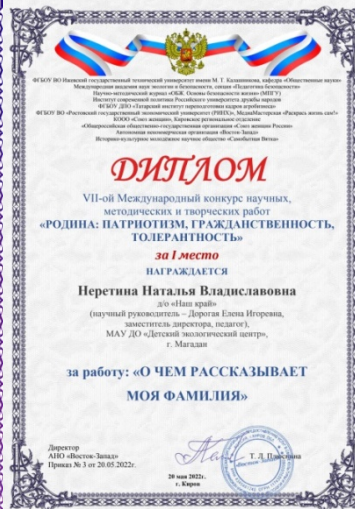 ФГБОУ ВО Ижевский государственный технический университет имени М. Т. Калашникова, кафедра «Общественные науки»
Международная академия наук экологии и безопасности, секция «Педагогика безопасности»
Научно-методический журнал «ОБЖ. Основы безопасности жизни» (МПГУ)
Институт современной политики Российского университета дружбы народов
ФГБОУ ДПО «Татарский институт переподготовки кадров агробизнеса»
ФГБОУ ВО «Ростовский государственный экономический университет (РИНХ)», МедиаМастерская «Раскрась жизнь сам!»
КООО «Союз женщин», Кировское региональное отделение
«Общероссийская общественно-государственная организация «Союз женщин России»
Автономная некоммерческая организация «Восток-Запад»
Историко-культурное молодежное научное общество «Самобытная Вятка»
ДИПЛОМ
VII-ой Международный конкурс научных,
методических и творческих работ
«РОДИНА: ПАТРИОТИЗМ, ГРАЖДАНСТВЕННОСТЬ,
ТОЛЕРАНТНОСТЬ»
за I место
НАГРАЖДАЕТСЯ
Неретина Наталья Владиславовна
д/о «Наш край»
(научный руководитель – Дорогая Елена Игоревна,
заместитель директора, педагог),
МАУ ДО «Детский экологический центр»,
г. Магадан
за работу: «О ЧЕМ РАССКАЗЫВАЕТ
МОЯ ФАМИЛИЯ»
Директор
АНО «Восток-Запад» Т. Л.
Приказ № 3 от 20.05.2022г.
20 мая 2022г.
г. Киров